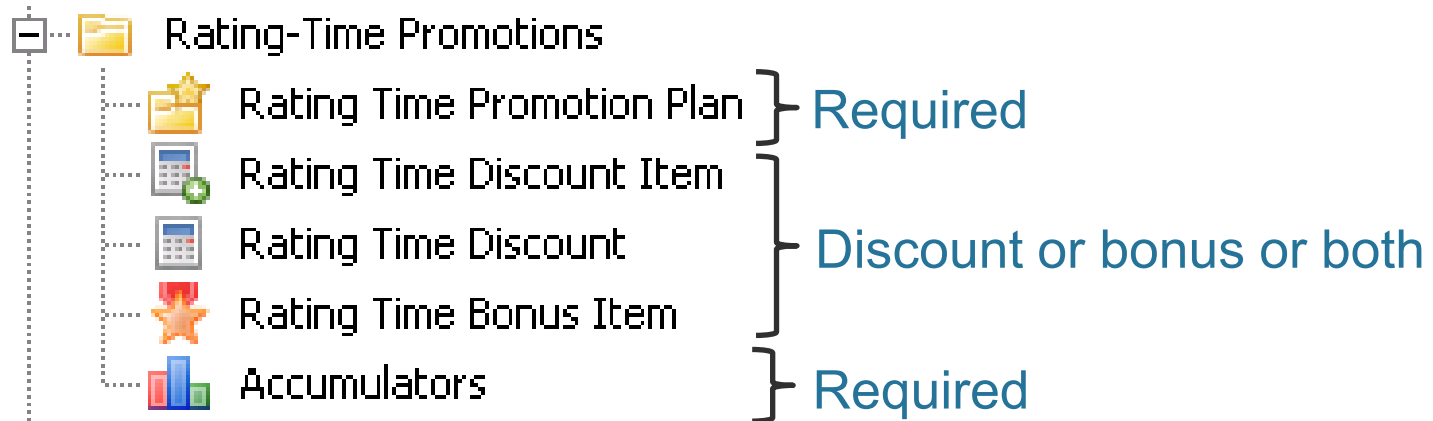 Rating-Time Promotions
Rating Time Promotion Plan Required
Rating Time Discount Item
Rating Time Discount Discount or bonus or both
Rating Time Bonus Item
Accumulators Required